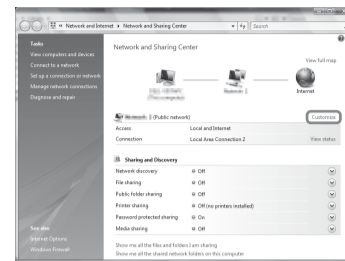 « Network and Internet ▸ Network and Sharing Center
Search
Tasks
View computers and devices
Connect to a network
Set up a connection or network
Manage network connections
Diagnose and repair
See also
Internet Options
Windows Firewall
Network and Sharing Center
View full map
(This computer)
Internet
(Public network)
Customize
Access Local and Internet
Connection Local Area Connection 2 View status
Sharing and Discovery
Network discovery Off
File sharing Off
Public folder sharing Off
Printer sharing Off (no printers installed)
Password protected sharing On
Media sharing Off
Show me all the files and folders I am sharing
Show me all the shared network folders on this computer